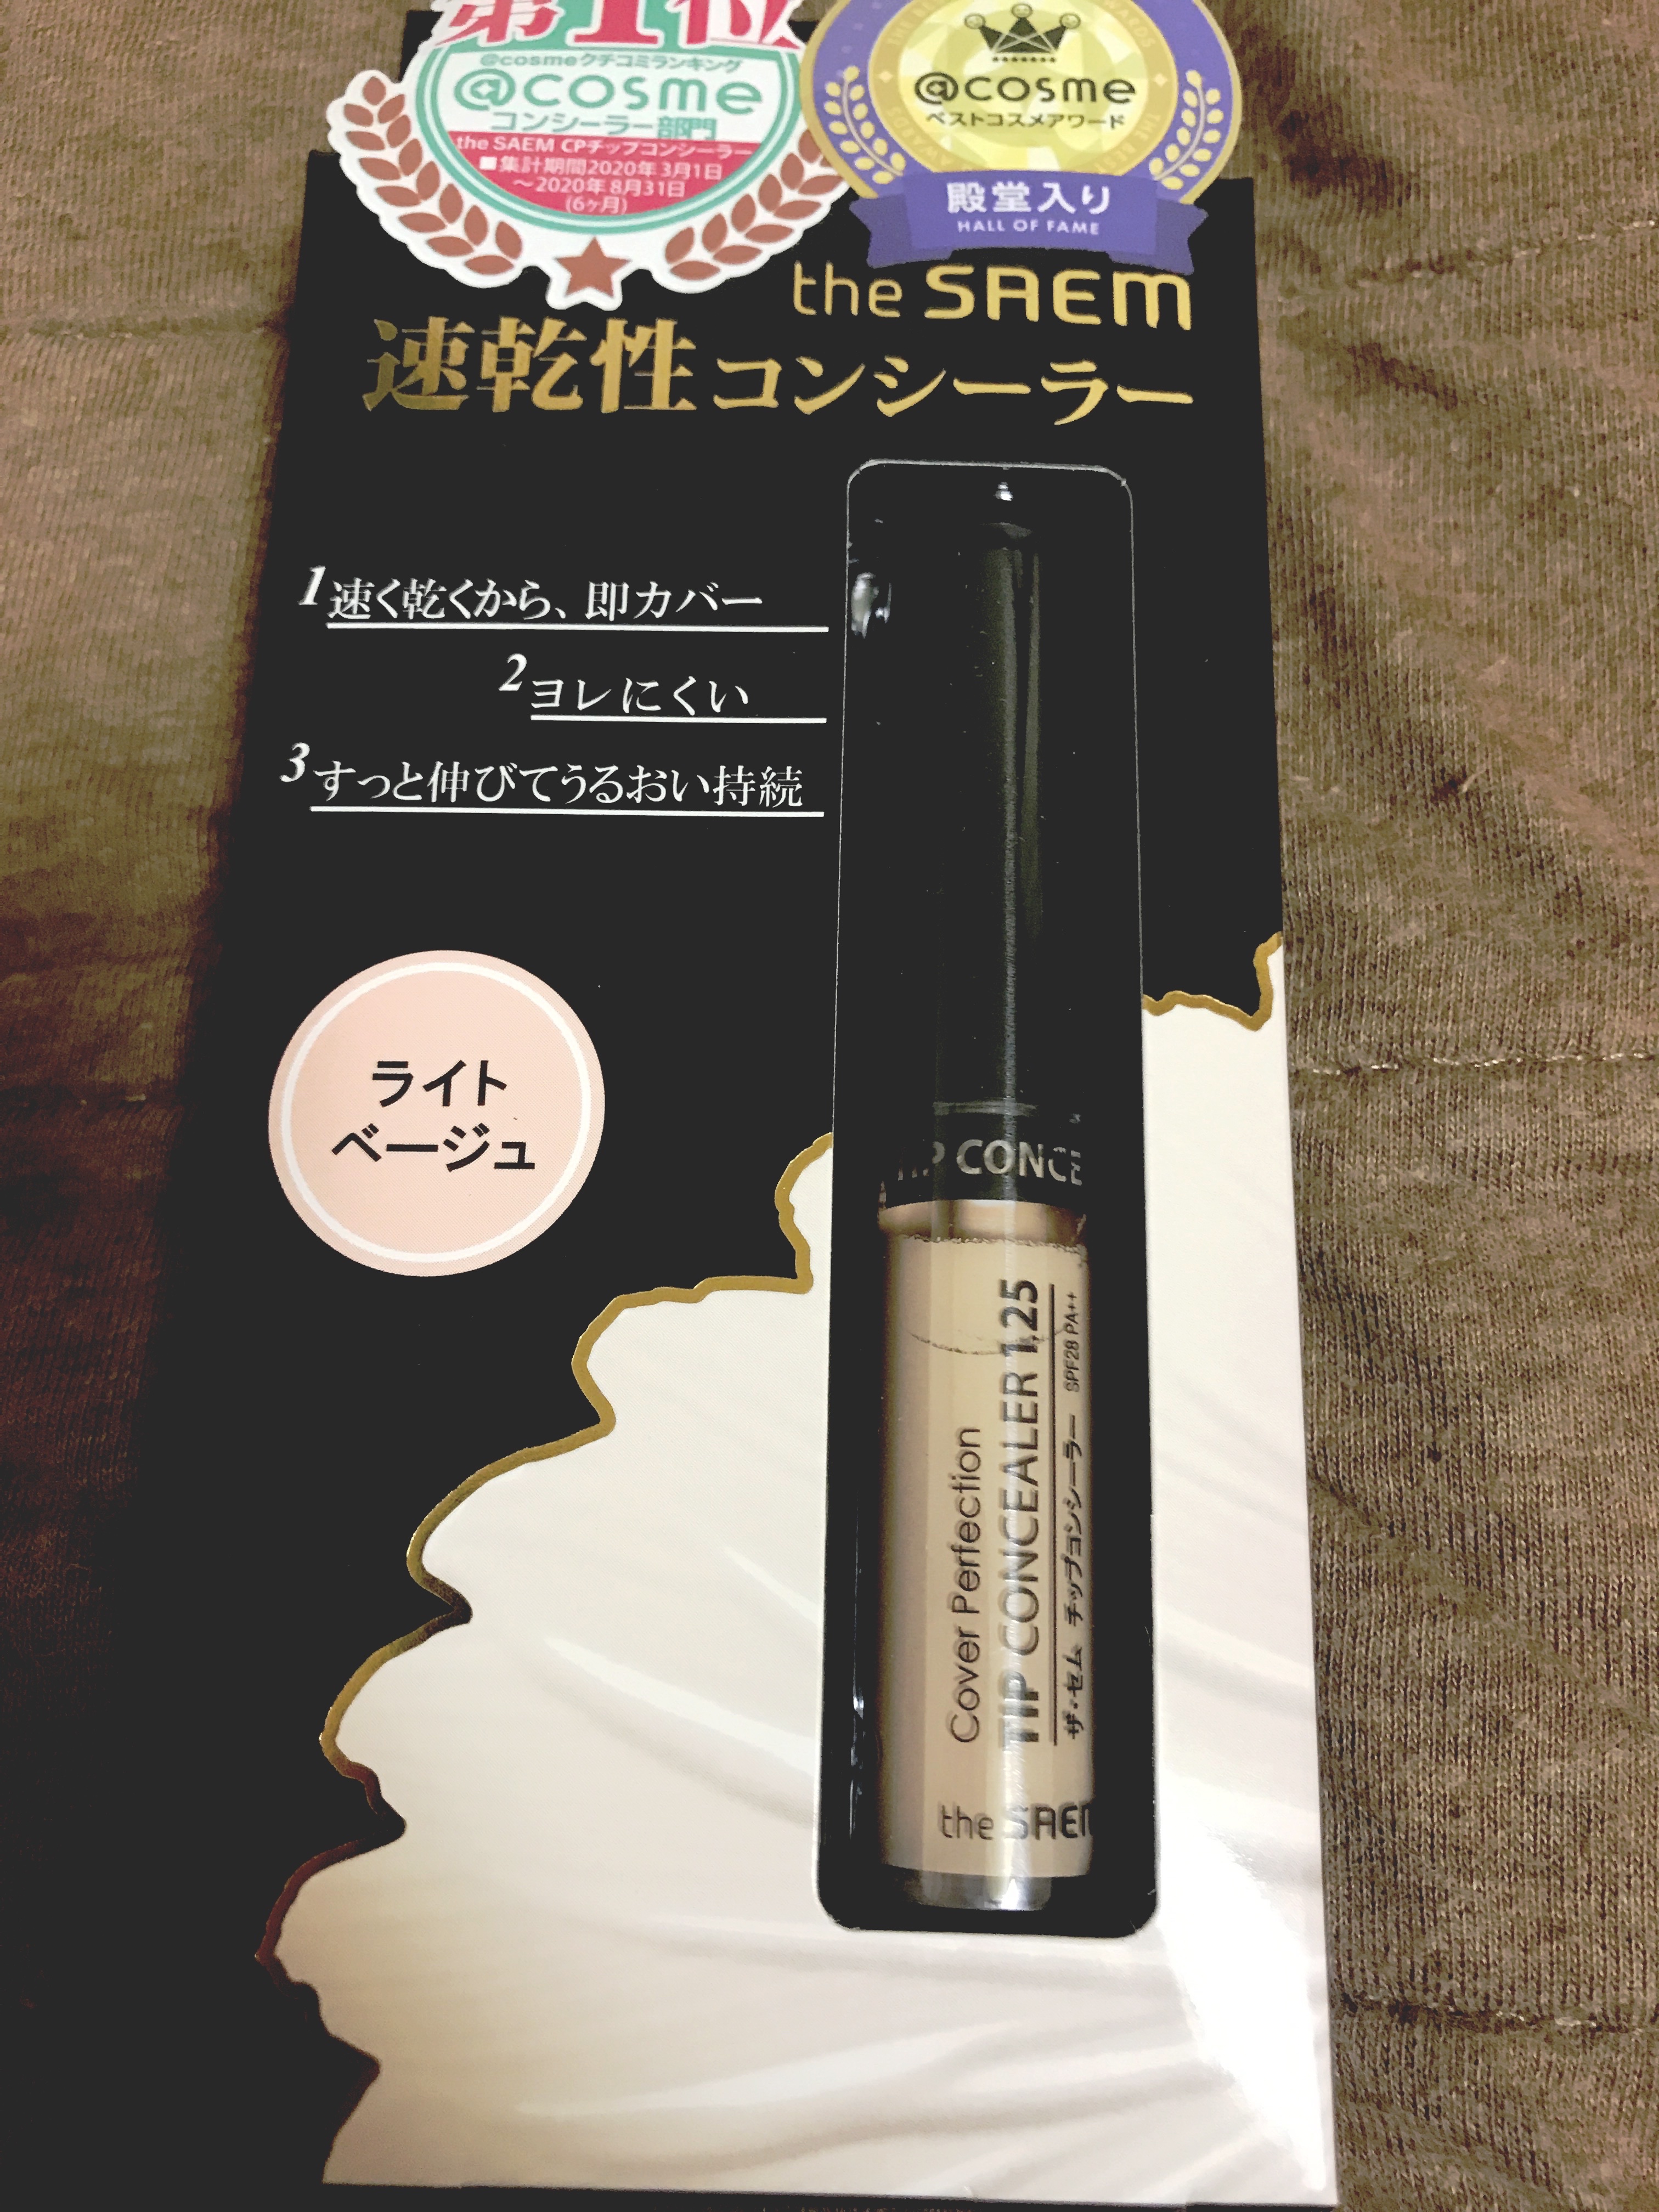 第1位
@cosmeクチコミランキング
@cosme
コンシーラー部門
the SAEM CPチップコンシーラー
■集計期間2020年3月1日
～2020年8月31日
(6ヶ月)
@cosme
ベストコスメアワード
殿堂入り
HALL OF FAME
the SAEM
速乾性コンシーラー
1 速く乾くから、即カバー
2 ヨレにくい
3 すっと伸びてうるおい持続
ライト
ベージュ
TIP CONCE
Cover Perfection
TIP CONCEALER 1.25
ザ・セム チップコンシーラー SPF28 PA++
the SAEM